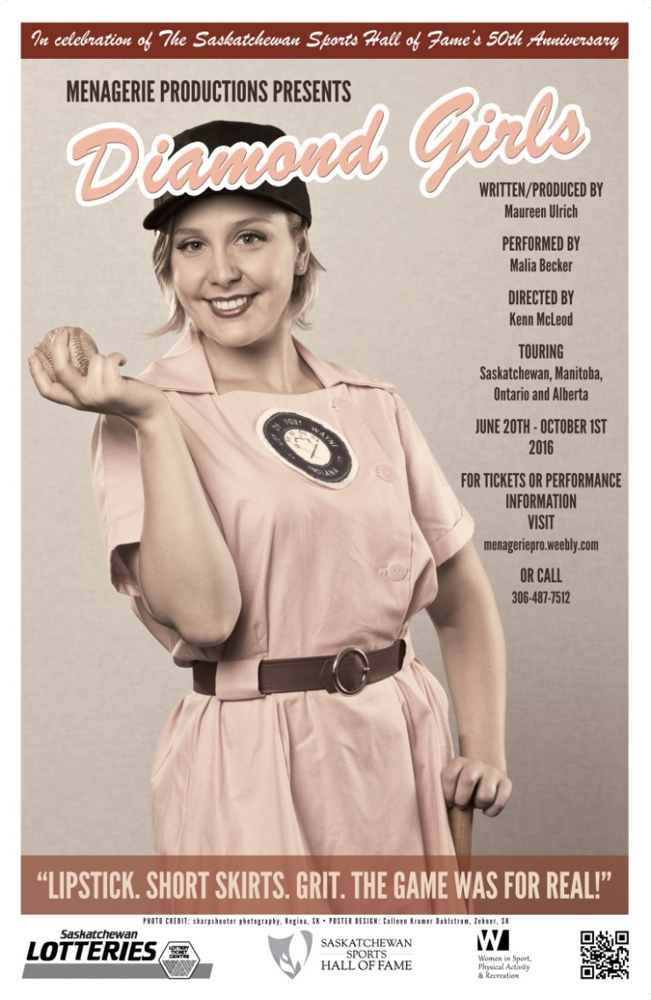 In celebration of The Saskatchewan Sports Hall of Fame's 50th Anniversary
MENAGERIE PRODUCTIONS PRESENTS
Diamond Girls
WRITTEN/PRODUCED BY
Maureen Ulrich
PERFORMED BY
Malia Becker
DIRECTED BY
Kenn McLeod
TOURING
Saskatchewan, Manitoba,
Ontario and Alberta
JUNE 20TH - OCTOBER 1ST
2016
FOR TICKETS OR PERFORMANCE
INFORMATION
VISIT
menageriepro.weebly.com
OR CALL
306-487-7512
FORT WAYNE
INDIANA
"LIPSTICK. SHORT SKIRTS. GRIT. THE GAME WAS FOR REAL!"
PHOTO CREDIT: sharpshooter photography, Regina, SK • POSTER DESIGN: Colleen Kramer Dahlstrom, Zehner, SK
Saskatchewan
LOTTERIES
LOTTERY
TICKET
CENTRE
SASKATCHEWAN
SPORTS
HALL OF FAME
W
Women in Sport,
Physical Activity
& Recreation